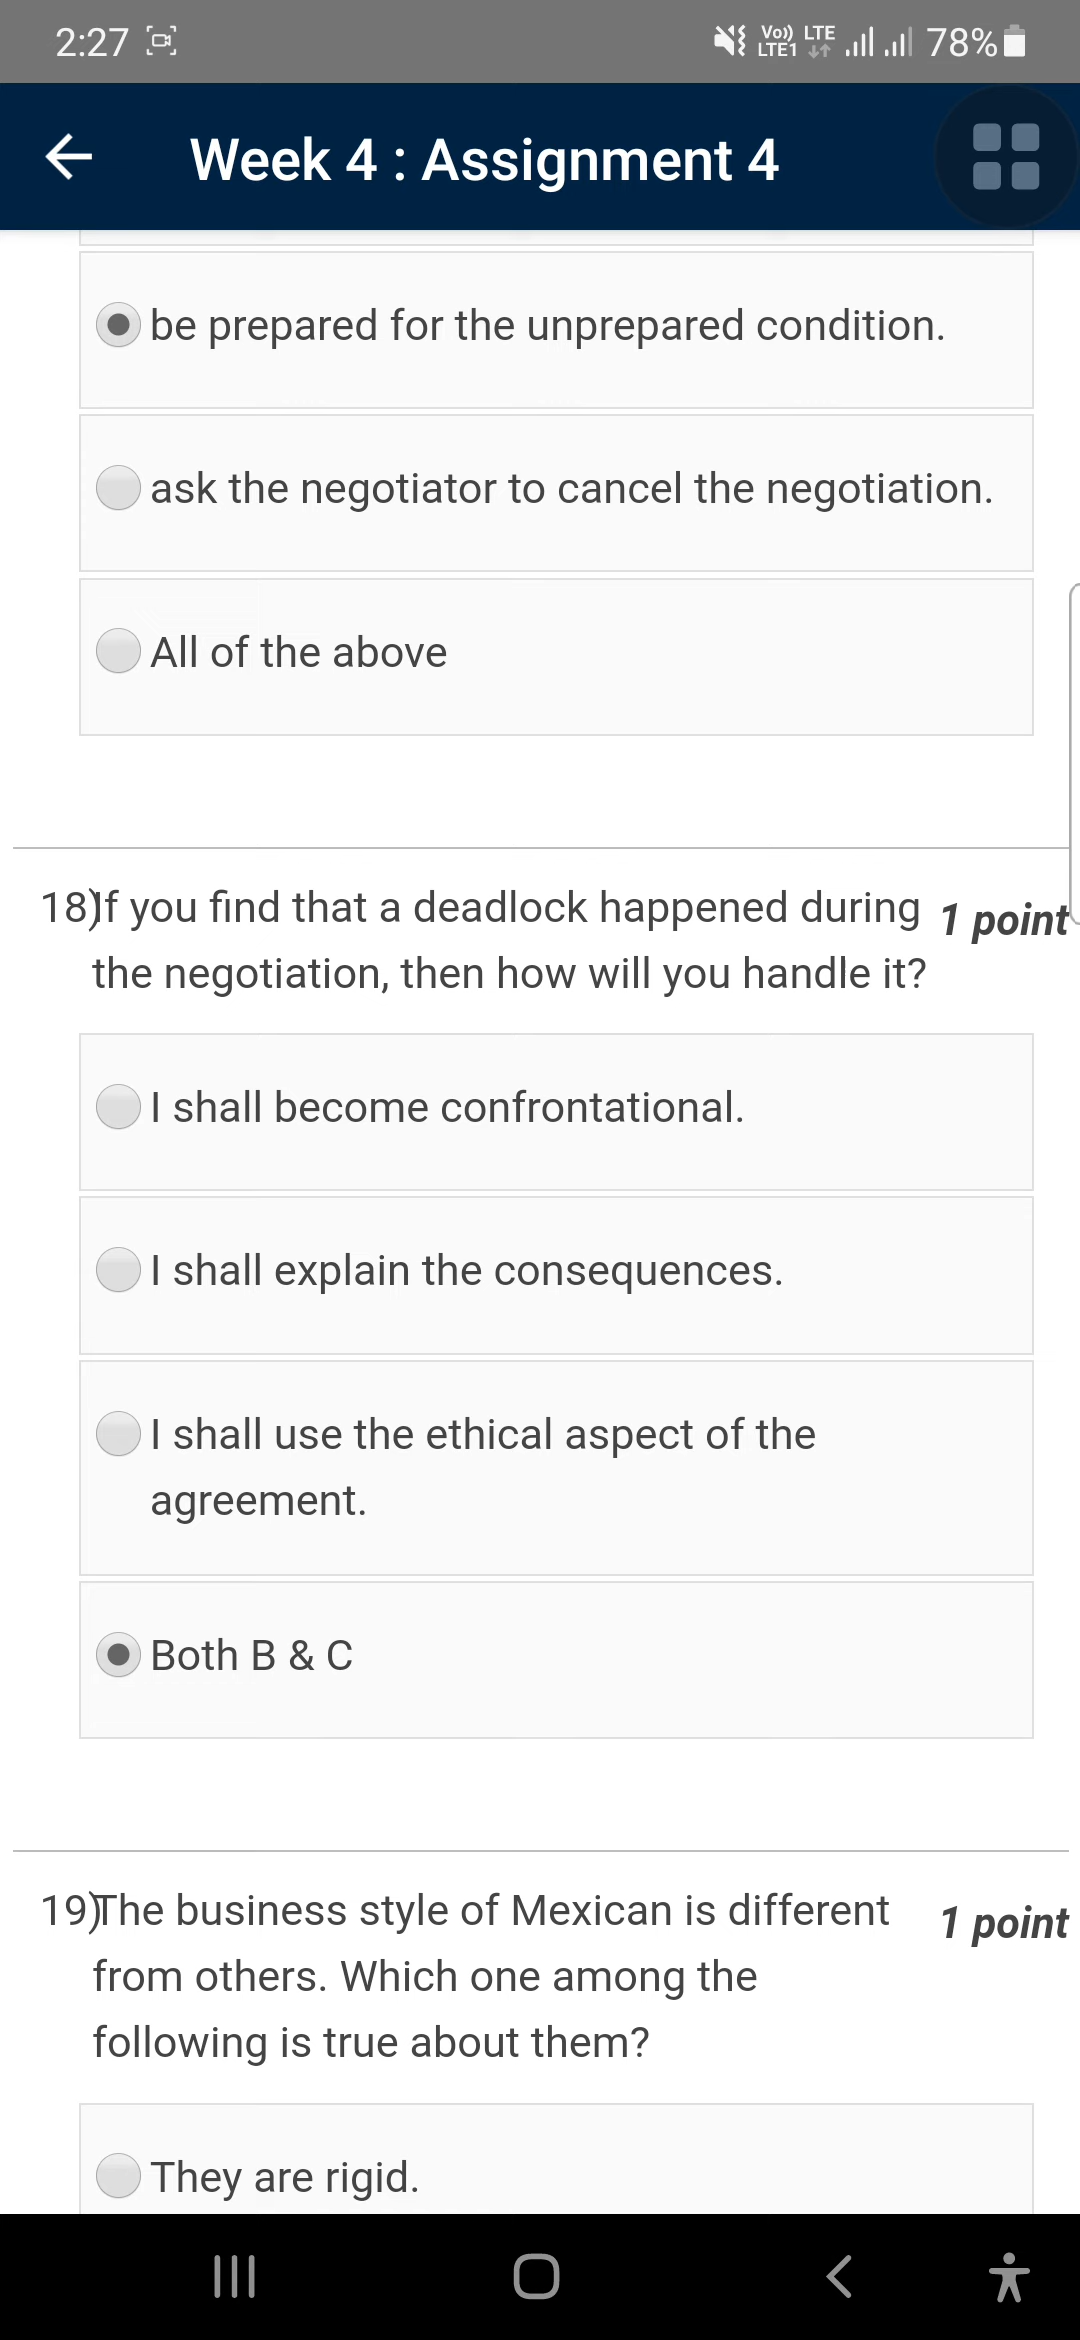 2:27 Vo)) LTE LTE1 78%
Week 4 : Assignment 4
be prepared for the unprepared condition.
ask the negotiator to cancel the negotiation.
All of the above
18)If you find that a deadlock happened during 1 point
the negotiation, then how will you handle it?
I shall become confrontational.
I shall explain the consequences.
I shall use the ethical aspect of the
agreement.
Both B & C
19)The business style of Mexican is different 1 point
from others. Which one among the
following is true about them?
They are rigid.